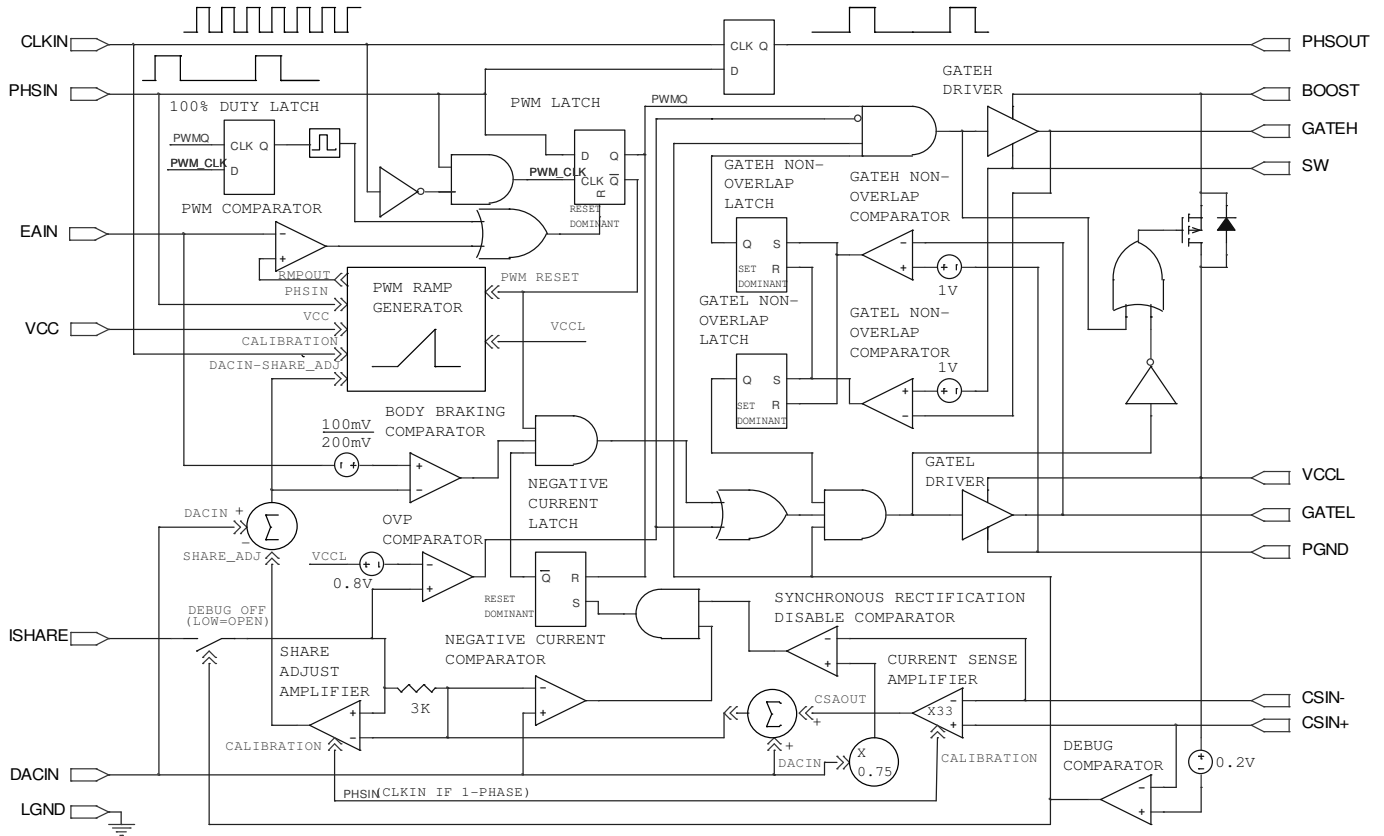 CLKIN
CLK Q
D
PHSOUT
PHSIN
GATEH
DRIVER
BOOST
100% DUTY LATCH
PWM LATCH
PWMQ
GATEH
PWMQ
CLK Q
D
PWM_CLK
D Q
CLK Q
R
PWM_CLK
RESET
DOMINANT
GATEH NON-
OVERLAP
LATCH
GATEH NON-
OVERLAP
COMPARATOR
SW
PWM COMPARATOR
EAIN
−
+
Q S
R
SET
DOMINANT
−
+
+
1V
RMPOUT
PHSIN
VCC
CALIBRATION
DACIN-SHARE_ADJ
PWM RAMP
GENERATOR
PWM RESET
VCCL
VCC
GATEL NON-
OVERLAP
LATCH
GATEL NON-
OVERLAP
COMPARATOR
1V
Q S
R
SET
DOMINANT
+
−
+
100mV
200mV
BODY BRAKING
COMPARATOR
+
+
−
NEGATIVE
CURRENT
LATCH
GATEL
DRIVER
VCCL
GATEL
PGND
DACIN
+
−
Σ
SHARE_ADJ
OVP
COMPARATOR
VCCL
0.8V
+
−
+
Q R
S
RESET
DOMINANT
DEBUG OFF
(LOW=OPEN)
ISHARE
SHARE
ADJUST
AMPLIFIER
NEGATIVE CURRENT
COMPARATOR
SYNCHRONOUS RECTIFICATION
DISABLE COMPARATOR
−
+
CURRENT SENSE
AMPLIFIER
3K
+
−
−
+
Σ
+
+
CSAOUT
X33
−
+
CSIN-
CSIN+
CALIBRATION
DACIN
X
0.75
CALIBRATION
DEBUG
COMPARATOR
+
−
0.2V
DACIN
PHSIN (CLKIN IF 1-PHASE)
−
+
LGND